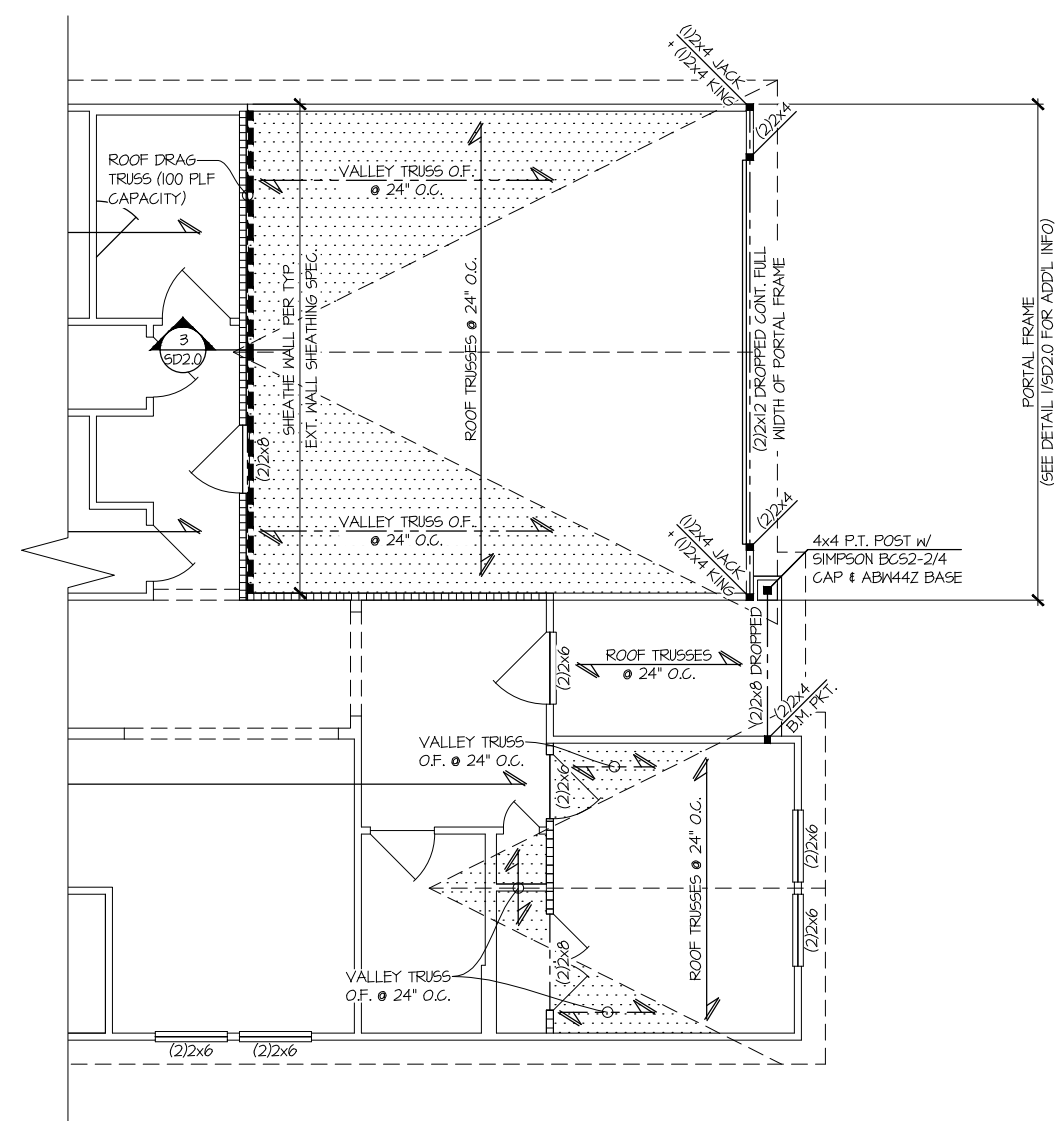 (1)2x4 JACK
+ (1)2x4 KING
(2)2x4
ROOF DRAG
TRUSS (100 PLF
CAPACITY)
VALLEY TRUSS O.F.
@ 24" O.C.
SHEATHE WALL PER TYP.
EXT. WALL SHEATHING SPEC.
ROOF TRUSSES @ 24" O.C.
(2)2x12 DROPPED CONT. FULL
WIDTH OF PORTAL FRAME
PORTAL FRAME
(SEE DETAIL 1/SD2.0 FOR ADD'L INFO)
3
SD2.0
(2)2x8
VALLEY TRUSS O.F.
@ 24" O.C.
(1)2x4 JACK
+ (1)2x4 KING
(2)2x4
4x4 P.T. POST W/
SIMPSON BCS2-2/4
CAP & ABW44Z BASE
(2)2x6
ROOF TRUSSES
@ 24" O.C.
(2)2x8 DROPPED
(2)2x4
B.M. PKT.
VALLEY TRUSS
O.F. @ 24" O.C.
(2)2x6
ROOF TRUSSES @ 24" O.C.
(2)2x6
(2)2x6
(2)2x8
VALLEY TRUSS
O.F. @ 24" O.C.
(2)2x6
(2)2x6